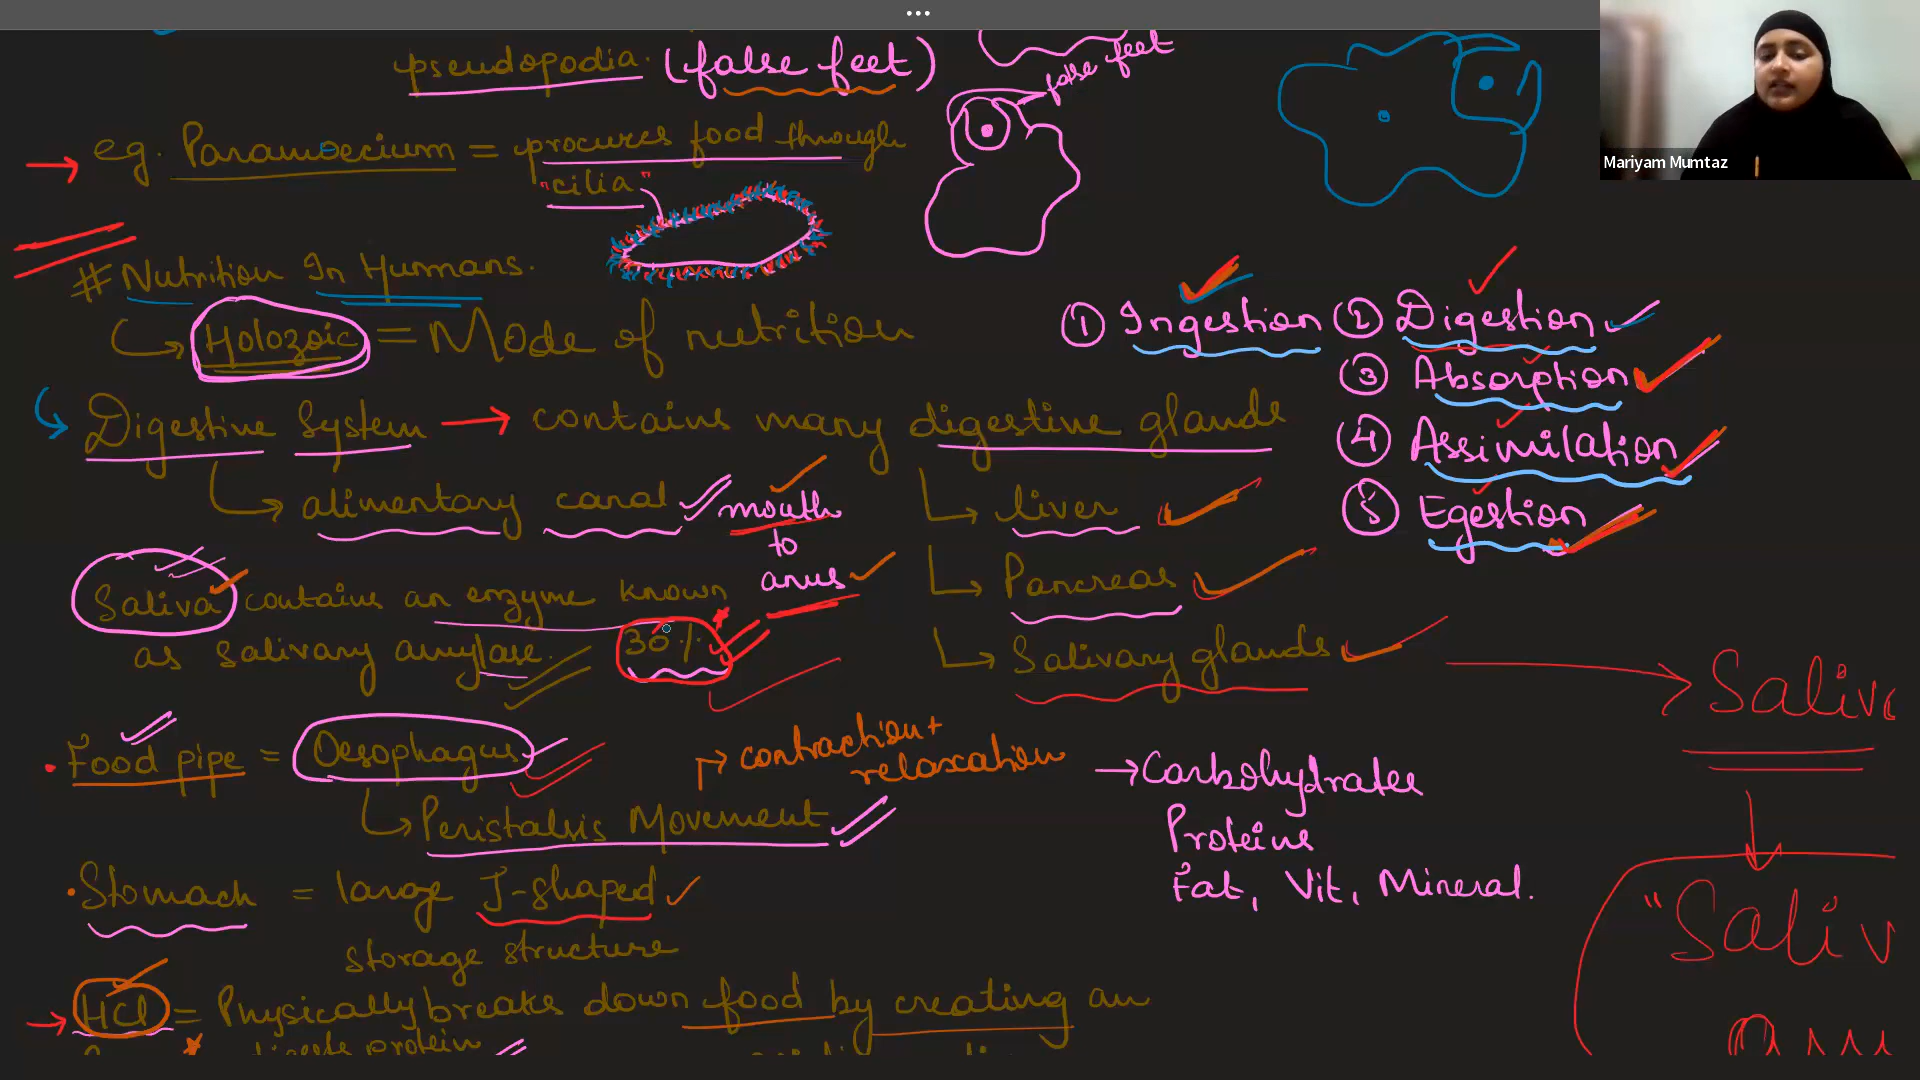 pseudopodia. (false feet)
false feet
eg. Paramoecium = procures food through
"cilia"
# Nutrition In Humans.
Holozoic = Mode of nutrition
① Ingestion ② Digestion
③ Absorption
④ Assimilation
⑤ Egestion
Digestive System → contains many digestive glands
alimentary canal
mouth
to
anus
liver
Pancreas
Salivary glands
Saliva contains an enzyme known
as salivary amylase. 30%
Saliva
Food pipe = Oesophagus
contraction+
relaxation
Peristalsis Movement
→ Carbohydrates
Proteins
Fat, Vit, Mineral.
Stomach = large J-shaped
storage structure
"Saliv
→ HCl = Physically breaks down food by creating an
digests protein
Mariyam Mumtaz